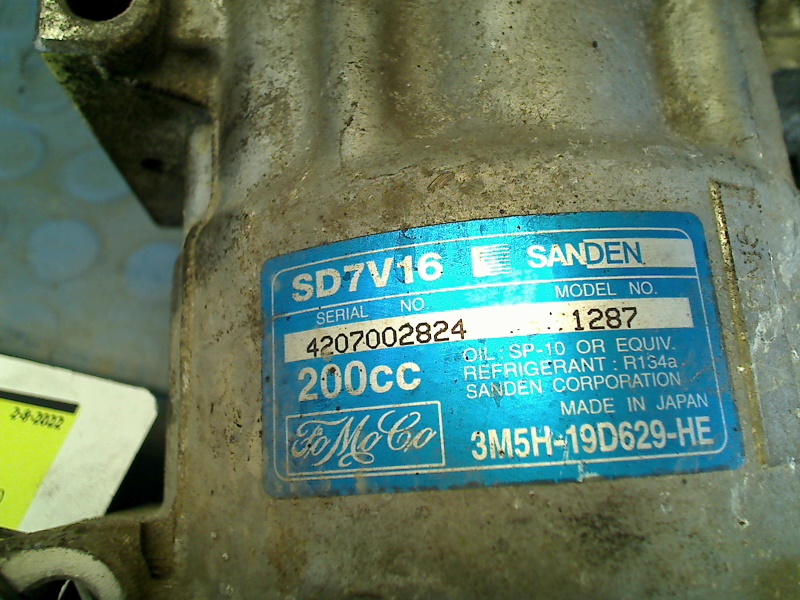 SD7V16 SANDEN
SERIAL NO. MODEL NO.
4207002824 1287
200cc
OIL : SP-10 OR EQUIV.
REFRIGERANT : R134a
SANDEN CORPORATION
MADE IN JAPAN
FoMoCo
3M5H-19D629-HE
2-8-2022